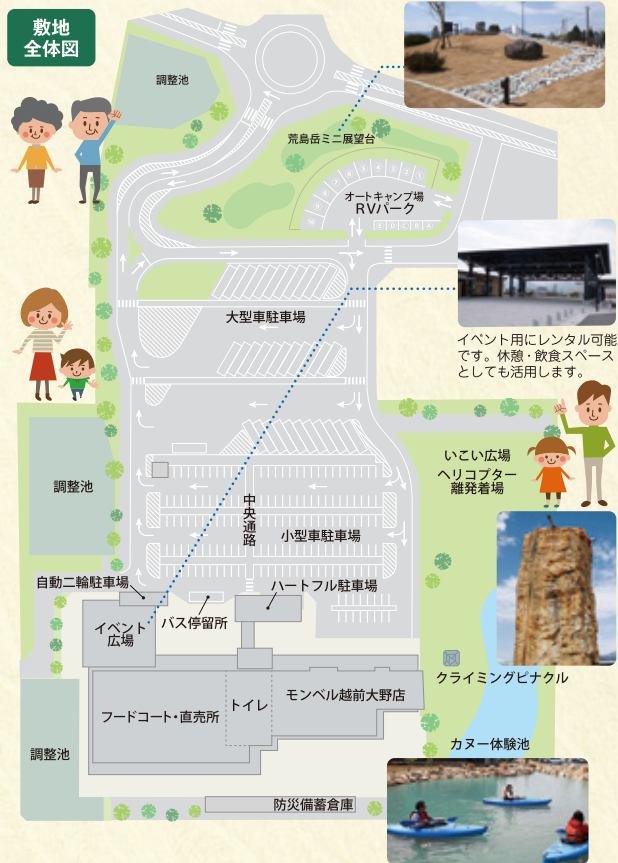 敷地
全体図
調整池
荒島岳ミニ展望台
オートキャンプ場
RVパーク
E D C B A
大型車駐車場
イベント用にレンタル可能
です。休憩・飲食スペース
としても活用します。
いこい広場
ヘリコプター
離発着場
調整池
中央通路
小型車駐車場
自動二輪駐車場
ハートフル駐車場
バス停留所
イベント
広場
クライミングピナクル
フードコート・直売所
トイレ
モンベル越前大野店
カヌー体験池
調整池
防災備蓄倉庫